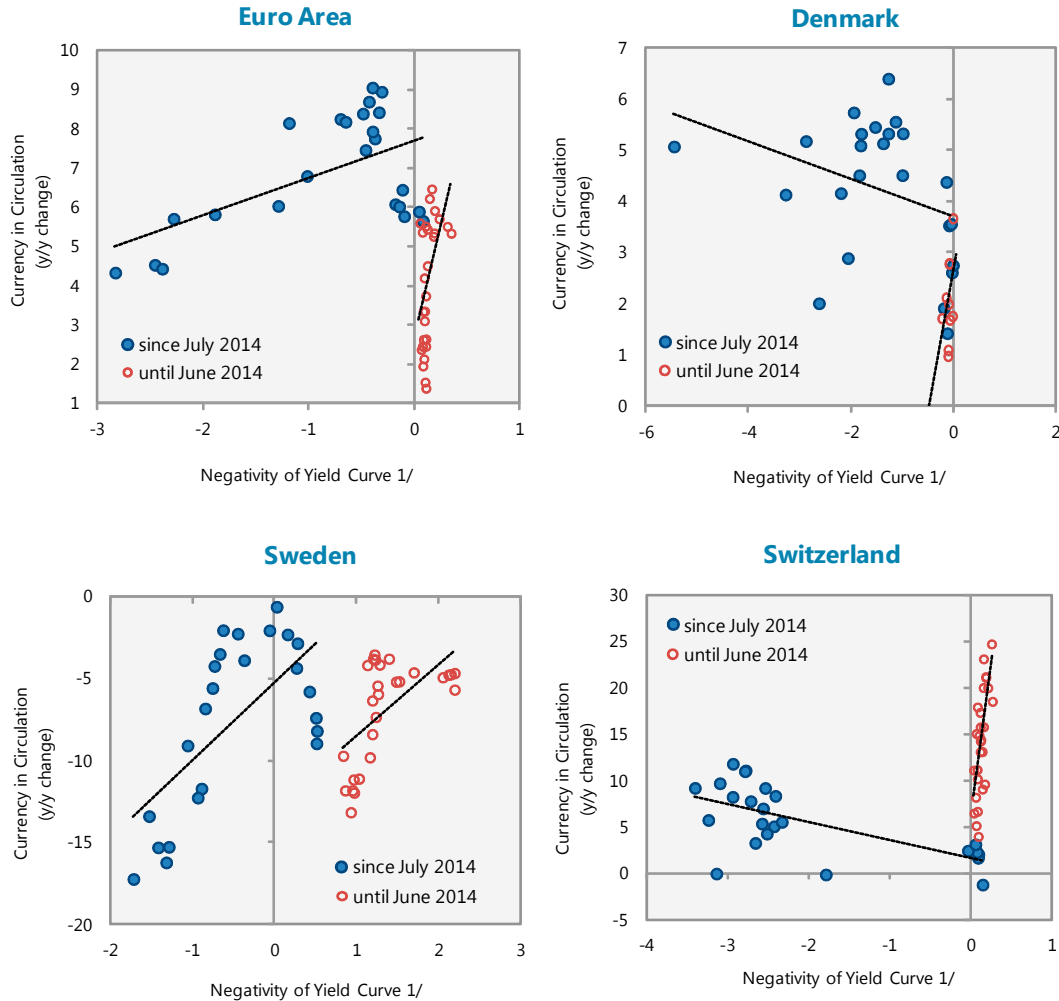 Euro Area
Currency in Circulation
(y/y change)
10
9
8
7
6
5
4
3
2
1
since July 2014
until June 2014
-3
-2
-1
0
1
Negativity of Yield Curve 1/
Denmark
Currency in Circulation
(y/y change)
7
6
5
4
3
2
1
0
since July 2014
until June 2014
-6
-4
-2
0
2
Negativity of Yield Curve 1/
Sweden
Currency in Circulation
(y/y change)
0
-5
-10
-15
-20
since July 2014
until June 2014
-2
-1
0
1
2
3
Negativity of Yield Curve 1/
Switzerland
Currency in Circulation
(y/y change)
30
25
20
15
10
5
0
-5
since July 2014
until June 2014
-4
-3
-2
-1
0
1
Negativity of Yield Curve 1/